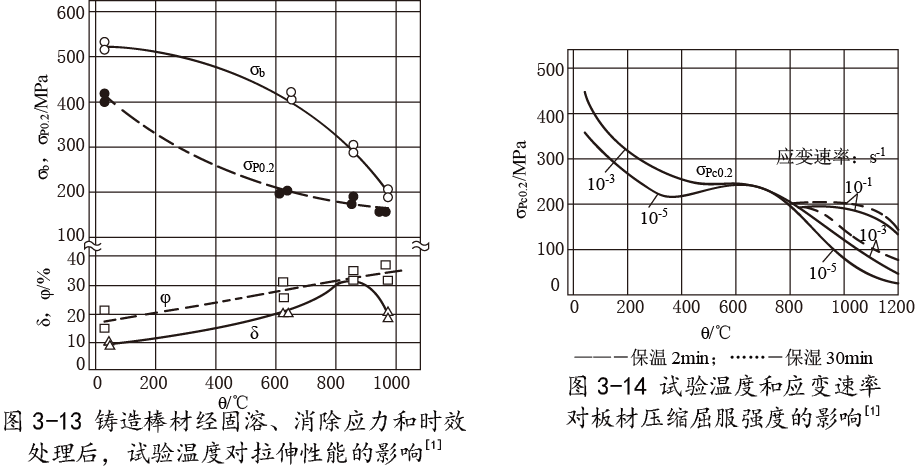 600
500
400
300
200
100
40
30
20
10
0
σb，σP0.2/MPa
δ，φ/%
σb
σP0.2
φ
δ
0 200 400 600 800 1000
θ/℃
图 3-13 铸造棒材经固溶、消除应力和时效
处理后，试验温度对拉伸性能的影响[1]
500
400
300
200
100
0
σPc0.2/MPa
应变速率：s-1
σPc0.2
10-3
10-5
10-1
10-3
10-5
0 200 400 600 800 1000 1200
θ/℃
———保温 2min；······—保湿 30min
图 3-14 试验温度和应变速率
对板材压缩屈服强度的影响[1]